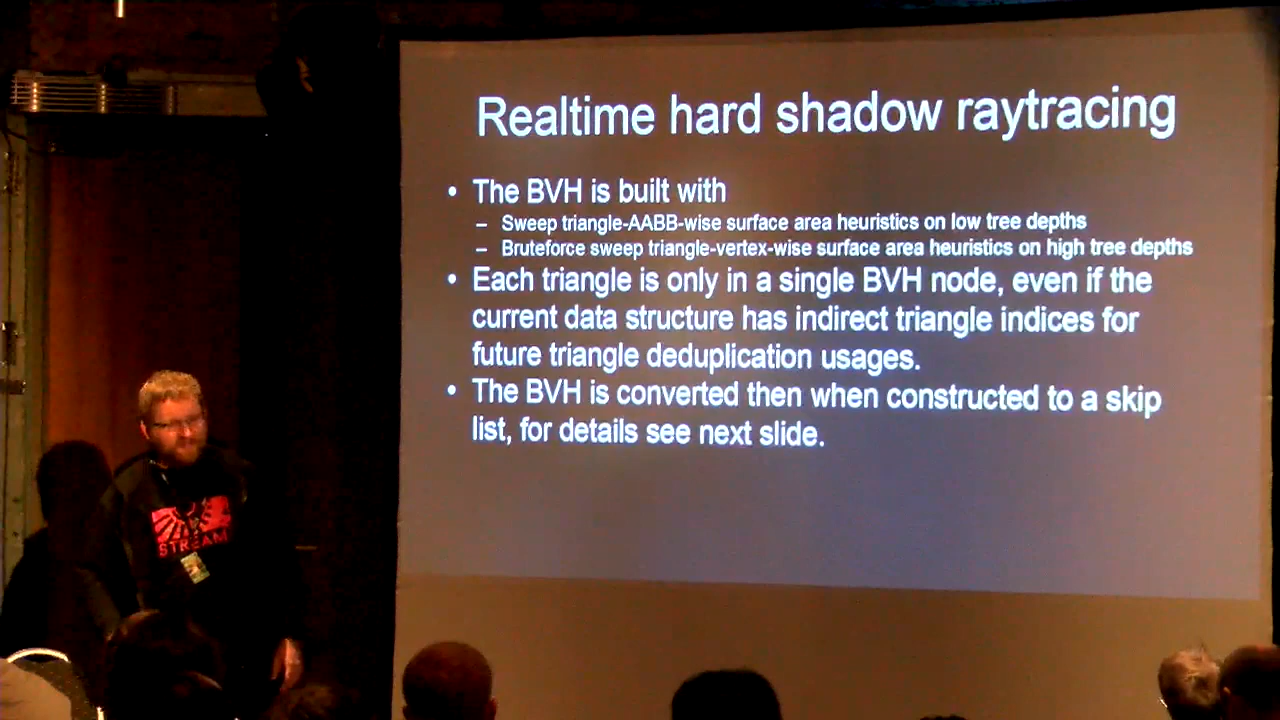 Realtime hard shadow raytracing
• The BVH is built with
– Sweep triangle-AABB-wise surface area heuristics on low tree depths
– Bruteforce sweep triangle-vertex-wise surface area heuristics on high tree depths
• Each triangle is only in a single BVH node, even if the
current data structure has indirect triangle indices for
future triangle deduplication usages.
• The BVH is converted then when constructed to a skip
list, for details see next slide.
STREAM